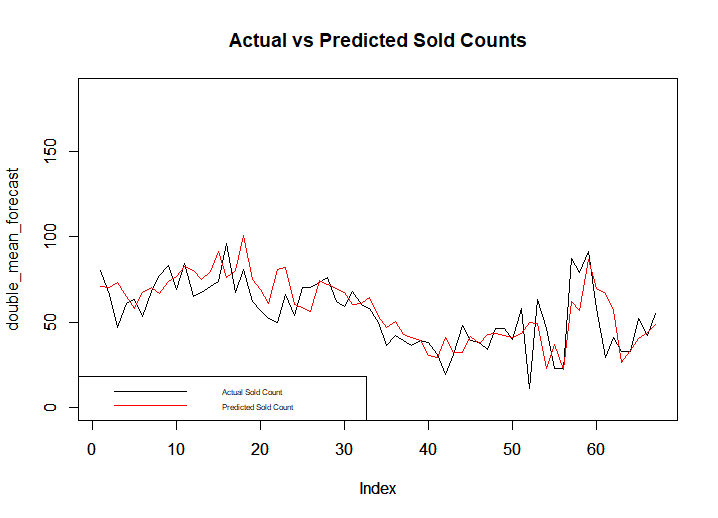 Actual vs Predicted Sold Counts
double_mean_forecast
150
100
50
0
Actual Sold Count
Predicted Sold Count
0 10 20 30 40 50 60
Index